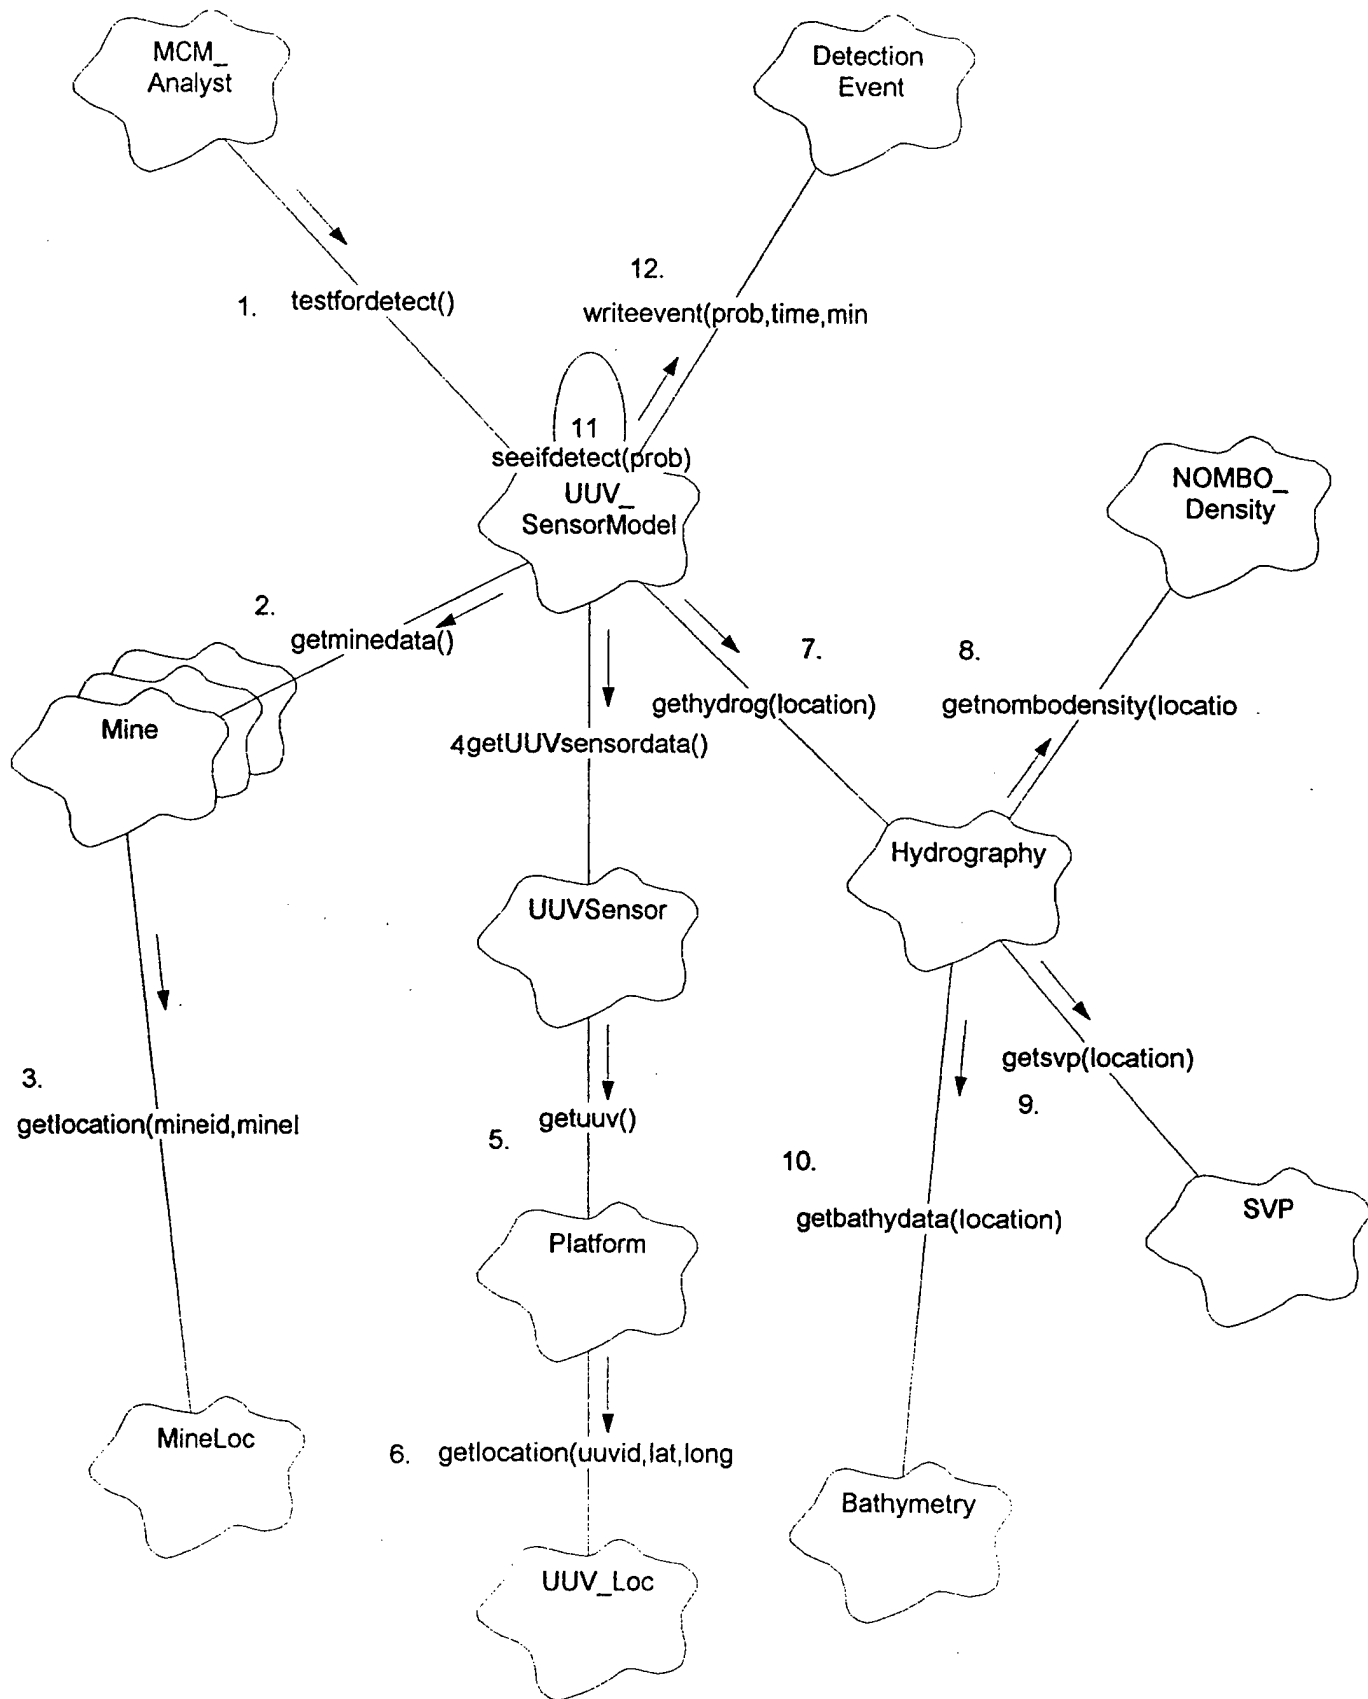 MCM_
Analyst
Detection
Event
12.
1. testfordetect()
writeevent(prob,time,min
11
seeifdetect(prob)
UUV_
SensorModel
NOMBO_
Density
2.
getminedata()
7.
8.
gethydrog(location)
getnombodensity(locatio
Mine
4getUUVsensordata()
Hydrography
UUVSensor
getsvp(location)
9.
3.
getlocation(mineid,minel
getuuv()
5.
10.
getbathydata(location)
SVP
Platform
MineLoc
6. getlocation(uuvid,lat,long
Bathymetry
UUV_Loc